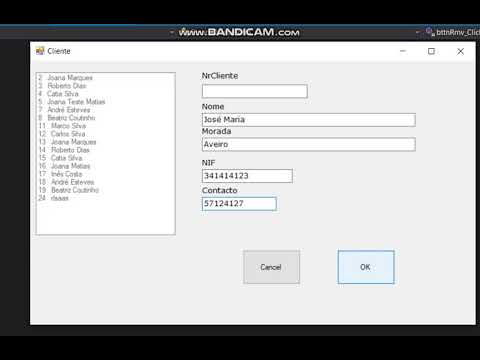 www.BANDICAM.com
bttnRmv_Clic
Cliente
2 Joana Marques
3 Roberto Dias
4 Catia Silva
5 Joana Teste Matias
7 André Esteves
8 Beatriz Coutinho
11 Marco Silva
12 Carlos Silva
13 Joana Marques
14 Roberto Dias
15 Catia Silva
16 Joana Matias
17 Inês Costa
18 André Esteves
19 Beatriz Coutinho
24 rlaaas
NrCliente
Nome
José Maria
Morada
Aveiro
NIF
341414123
Contacto
57124127
Cancel
OK